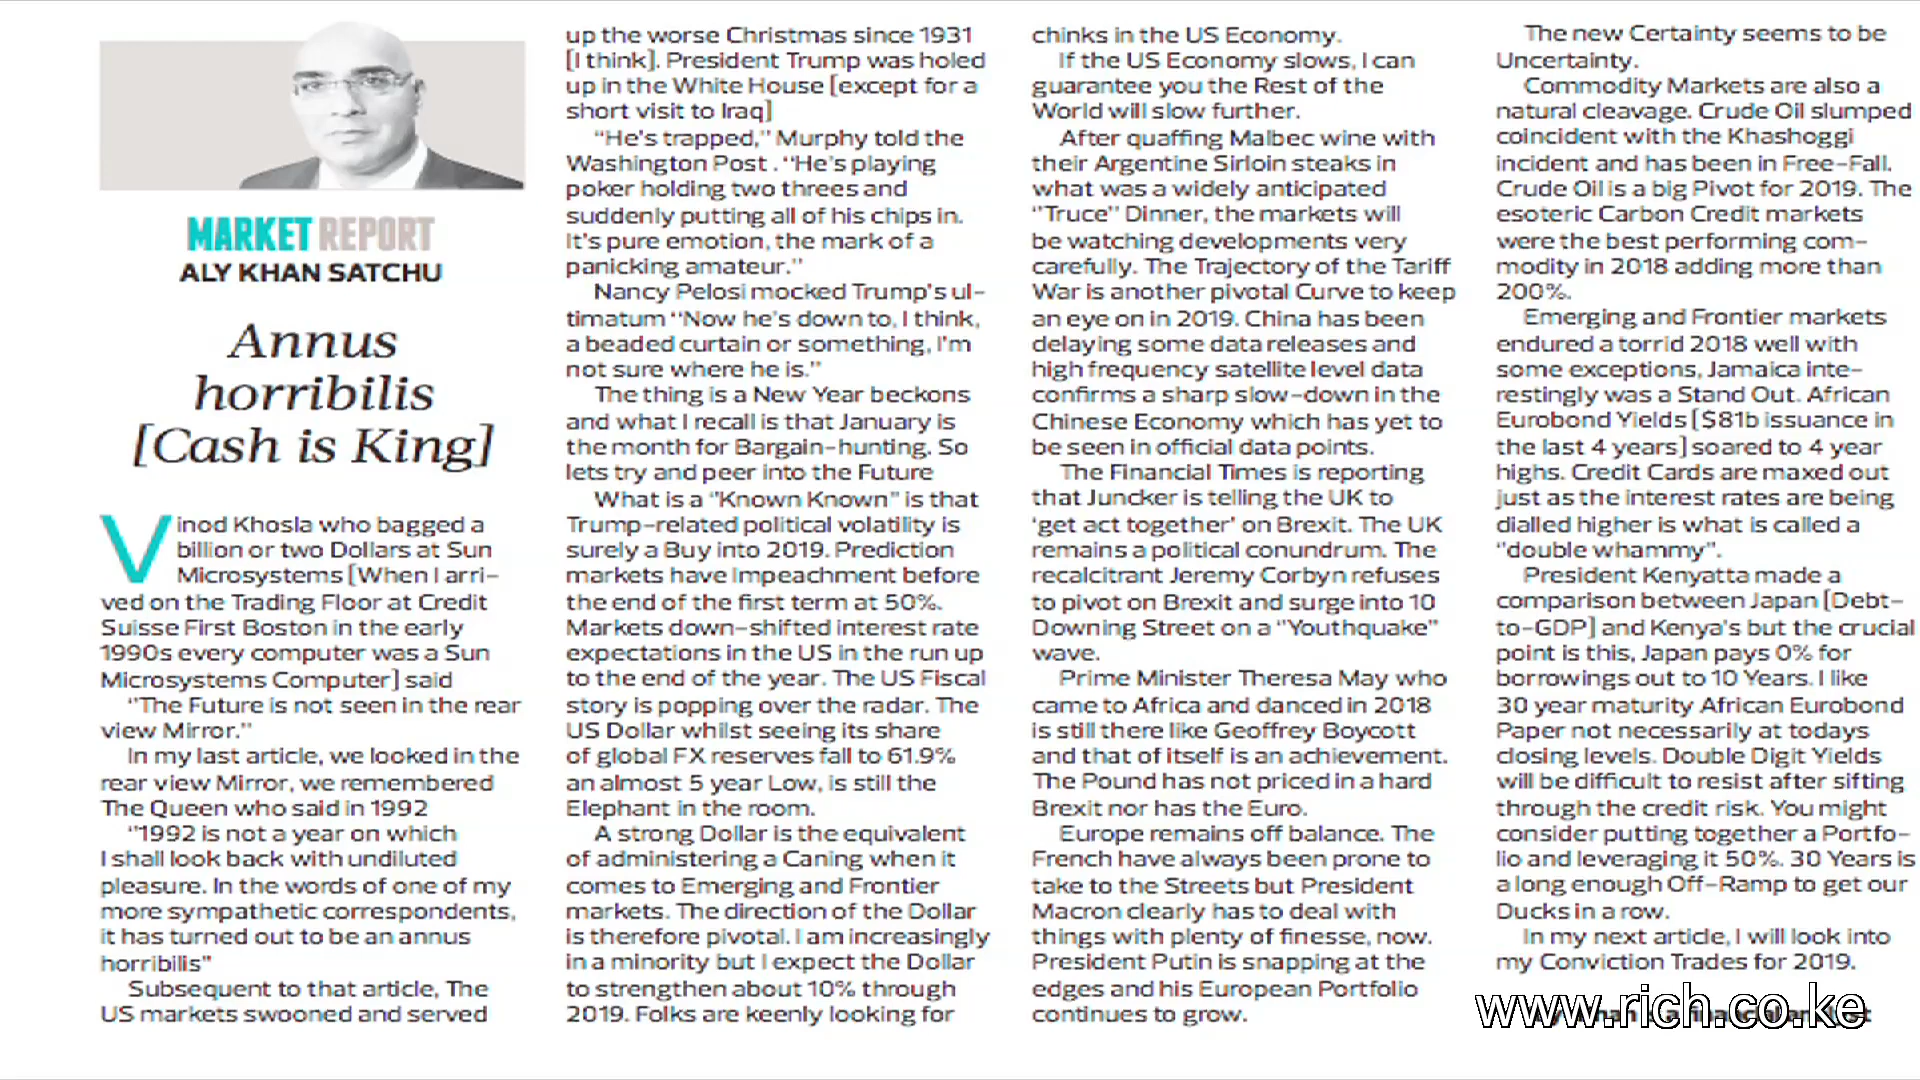 MARKET REPORT
ALY KHAN SATCHU
Annus
horribilis
[Cash is King]
Vinod Khosla who bagged a
billion or two Dollars at Sun
Microsystems [When I arri-
ved on the Trading Floor at Credit
Suisse First Boston in the early
1990s every computer was a Sun
Microsystems Computer] said
"The Future is not seen in the rear
view Mirror."
In my last article, we looked in the
rear view Mirror, we remembered
The Queen who said in 1992
"1992 is not a year on which
I shall look back with undiluted
pleasure. In the words of one of my
more sympathetic correspondents,
it has turned out to be an annus
horribilis"
Subsequent to that article, The
US markets swooned and served
up the worse Christmas since 1931
[I think]. President Trump was holed
up in the White House [except for a
short visit to Iraq]
"He's trapped," Murphy told the
Washington Post . "He's playing
poker holding two threes and
suddenly putting all of his chips in.
It's pure emotion, the mark of a
panicking amateur."
Nancy Pelosi mocked Trump's ul-
timatum "Now he's down to, I think,
a beaded curtain or something, I'm
not sure where he is."
The thing is a New Year beckons
and what I recall is that January is
the month for Bargain-hunting. So
lets try and peer into the Future
What is a "Known Known" is that
Trump-related political volatility is
surely a Buy into 2019. Prediction
markets have Impeachment before
the end of the first term at 50%.
Markets down-shifted interest rate
expectations in the US in the run up
to the end of the year. The US Fiscal
story is popping over the radar. The
US Dollar whilst seeing its share
of global FX reserves fall to 61.9%
an almost 5 year Low, is still the
Elephant in the room.
A strong Dollar is the equivalent
of administering a Caning when it
comes to Emerging and Frontier
markets. The direction of the Dollar
is therefore pivotal. I am increasingly
in a minority but I expect the Dollar
to strengthen about 10% through
2019. Folks are keenly looking for
chinks in the US Economy.
If the US Economy slows, I can
guarantee you the Rest of the
World will slow further.
After quaffing Malbec wine with
their Argentine Sirloin steaks in
what was a widely anticipated
"Truce" Dinner, the markets will
be watching developments very
carefully. The Trajectory of the Tariff
War is another pivotal Curve to keep
an eye on in 2019. China has been
delaying some data releases and
high frequency satellite level data
confirms a sharp slow-down in the
Chinese Economy which has yet to
be seen in official data points.
The Financial Times is reporting
that Juncker is telling the UK to
'get act together' on Brexit. The UK
remains a political conundrum. The
recalcitrant Jeremy Corbyn refuses
to pivot on Brexit and surge into 10
Downing Street on a "Youthquake"
wave.
Prime Minister Theresa May who
came to Africa and danced in 2018
is still there like Geoffrey Boycott
and that of itself is an achievement.
The Pound has not priced in a hard
Brexit nor has the Euro.
Europe remains off balance. The
French have always been prone to
take to the Streets but President
Macron clearly has to deal with
things with plenty of finesse, now.
President Putin is snapping at the
edges and his European Portfolio
continues to grow.
The new Certainty seems to be
Uncertainty.
Commodity Markets are also a
natural cleavage. Crude Oil slumped
coincident with the Khashoggi
incident and has been in Free-Fall.
Crude Oil is a big Pivot for 2019. The
esoteric Carbon Credit markets
were the best performing com-
modity in 2018 adding more than
200%.
Emerging and Frontier markets
endured a torrid 2018 well with
some exceptions, Jamaica inte-
restingly was a Stand Out. African
Eurobond Yields [$81b issuance in
the last 4 years] soared to 4 year
highs. Credit Cards are maxed out
just as the interest rates are being
dialled higher is what is called a
"double whammy".
President Kenyatta made a
comparison between Japan [Debt-
to-GDP] and Kenya's but the crucial
point is this, Japan pays 0% for
borrowings out to 10 Years. I like
30 year maturity African Eurobond
Paper not necessarily at todays
closing levels. Double Digit Yields
will be difficult to resist after sifting
through the credit risk. You might
consider putting together a Portfo-
lio and leveraging it 50%. 30 Years is
a long enough Off-Ramp to get our
Ducks in a row.
In my next article, I will look into
my Conviction Trades for 2019.
www.rich.co.ke